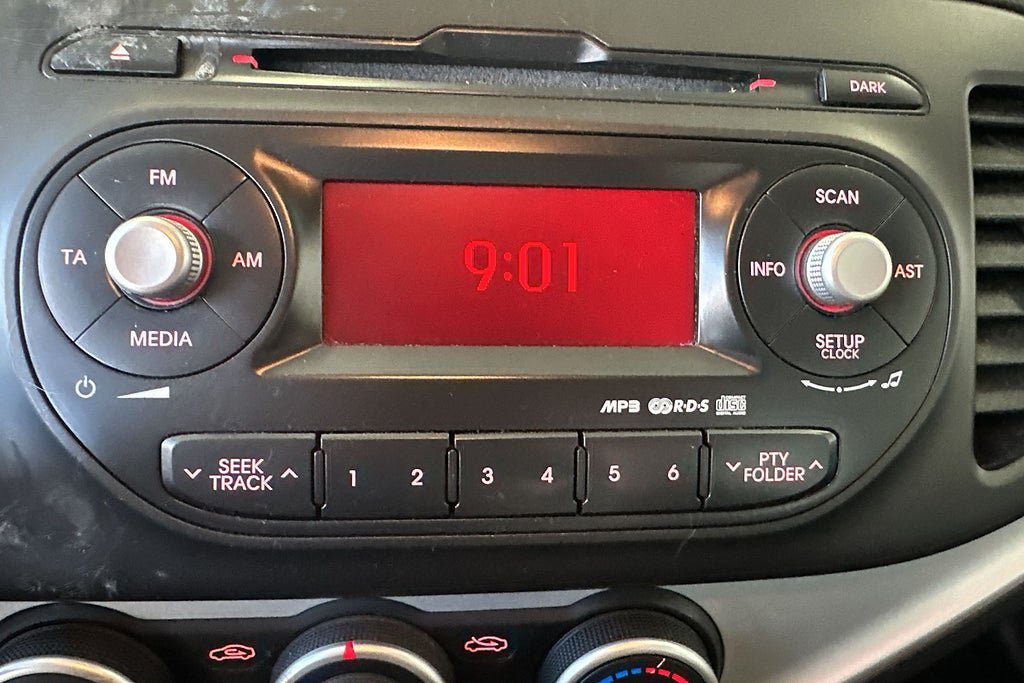 DARK
FM
TA
AM
MEDIA
9:01
SCAN
INFO
AST
SETUP
CLOCK
MP3 R·D·S disc
SEEK
TRACK
1 2 3 4 5 6
PTY
FOLDER